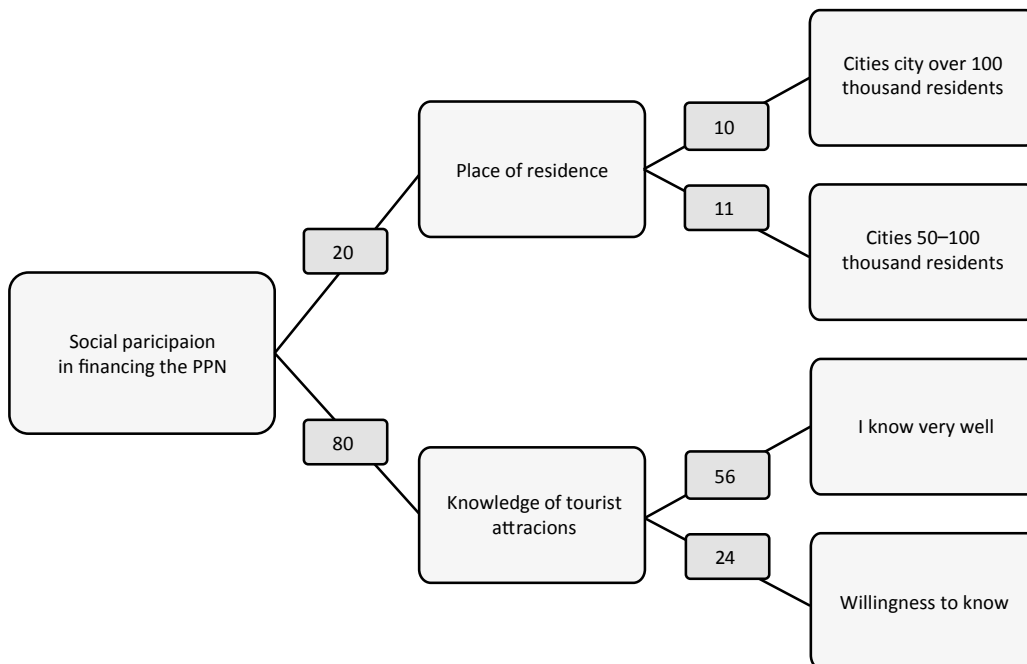 Cities city over 100
thousand residents
10
Place of residence
11
Cities 50–100
thousand residents
20
Social paricipaion
in financing the PPN
80
I know very well
56
Knowledge of tourist
attracions
24
Willingness to know